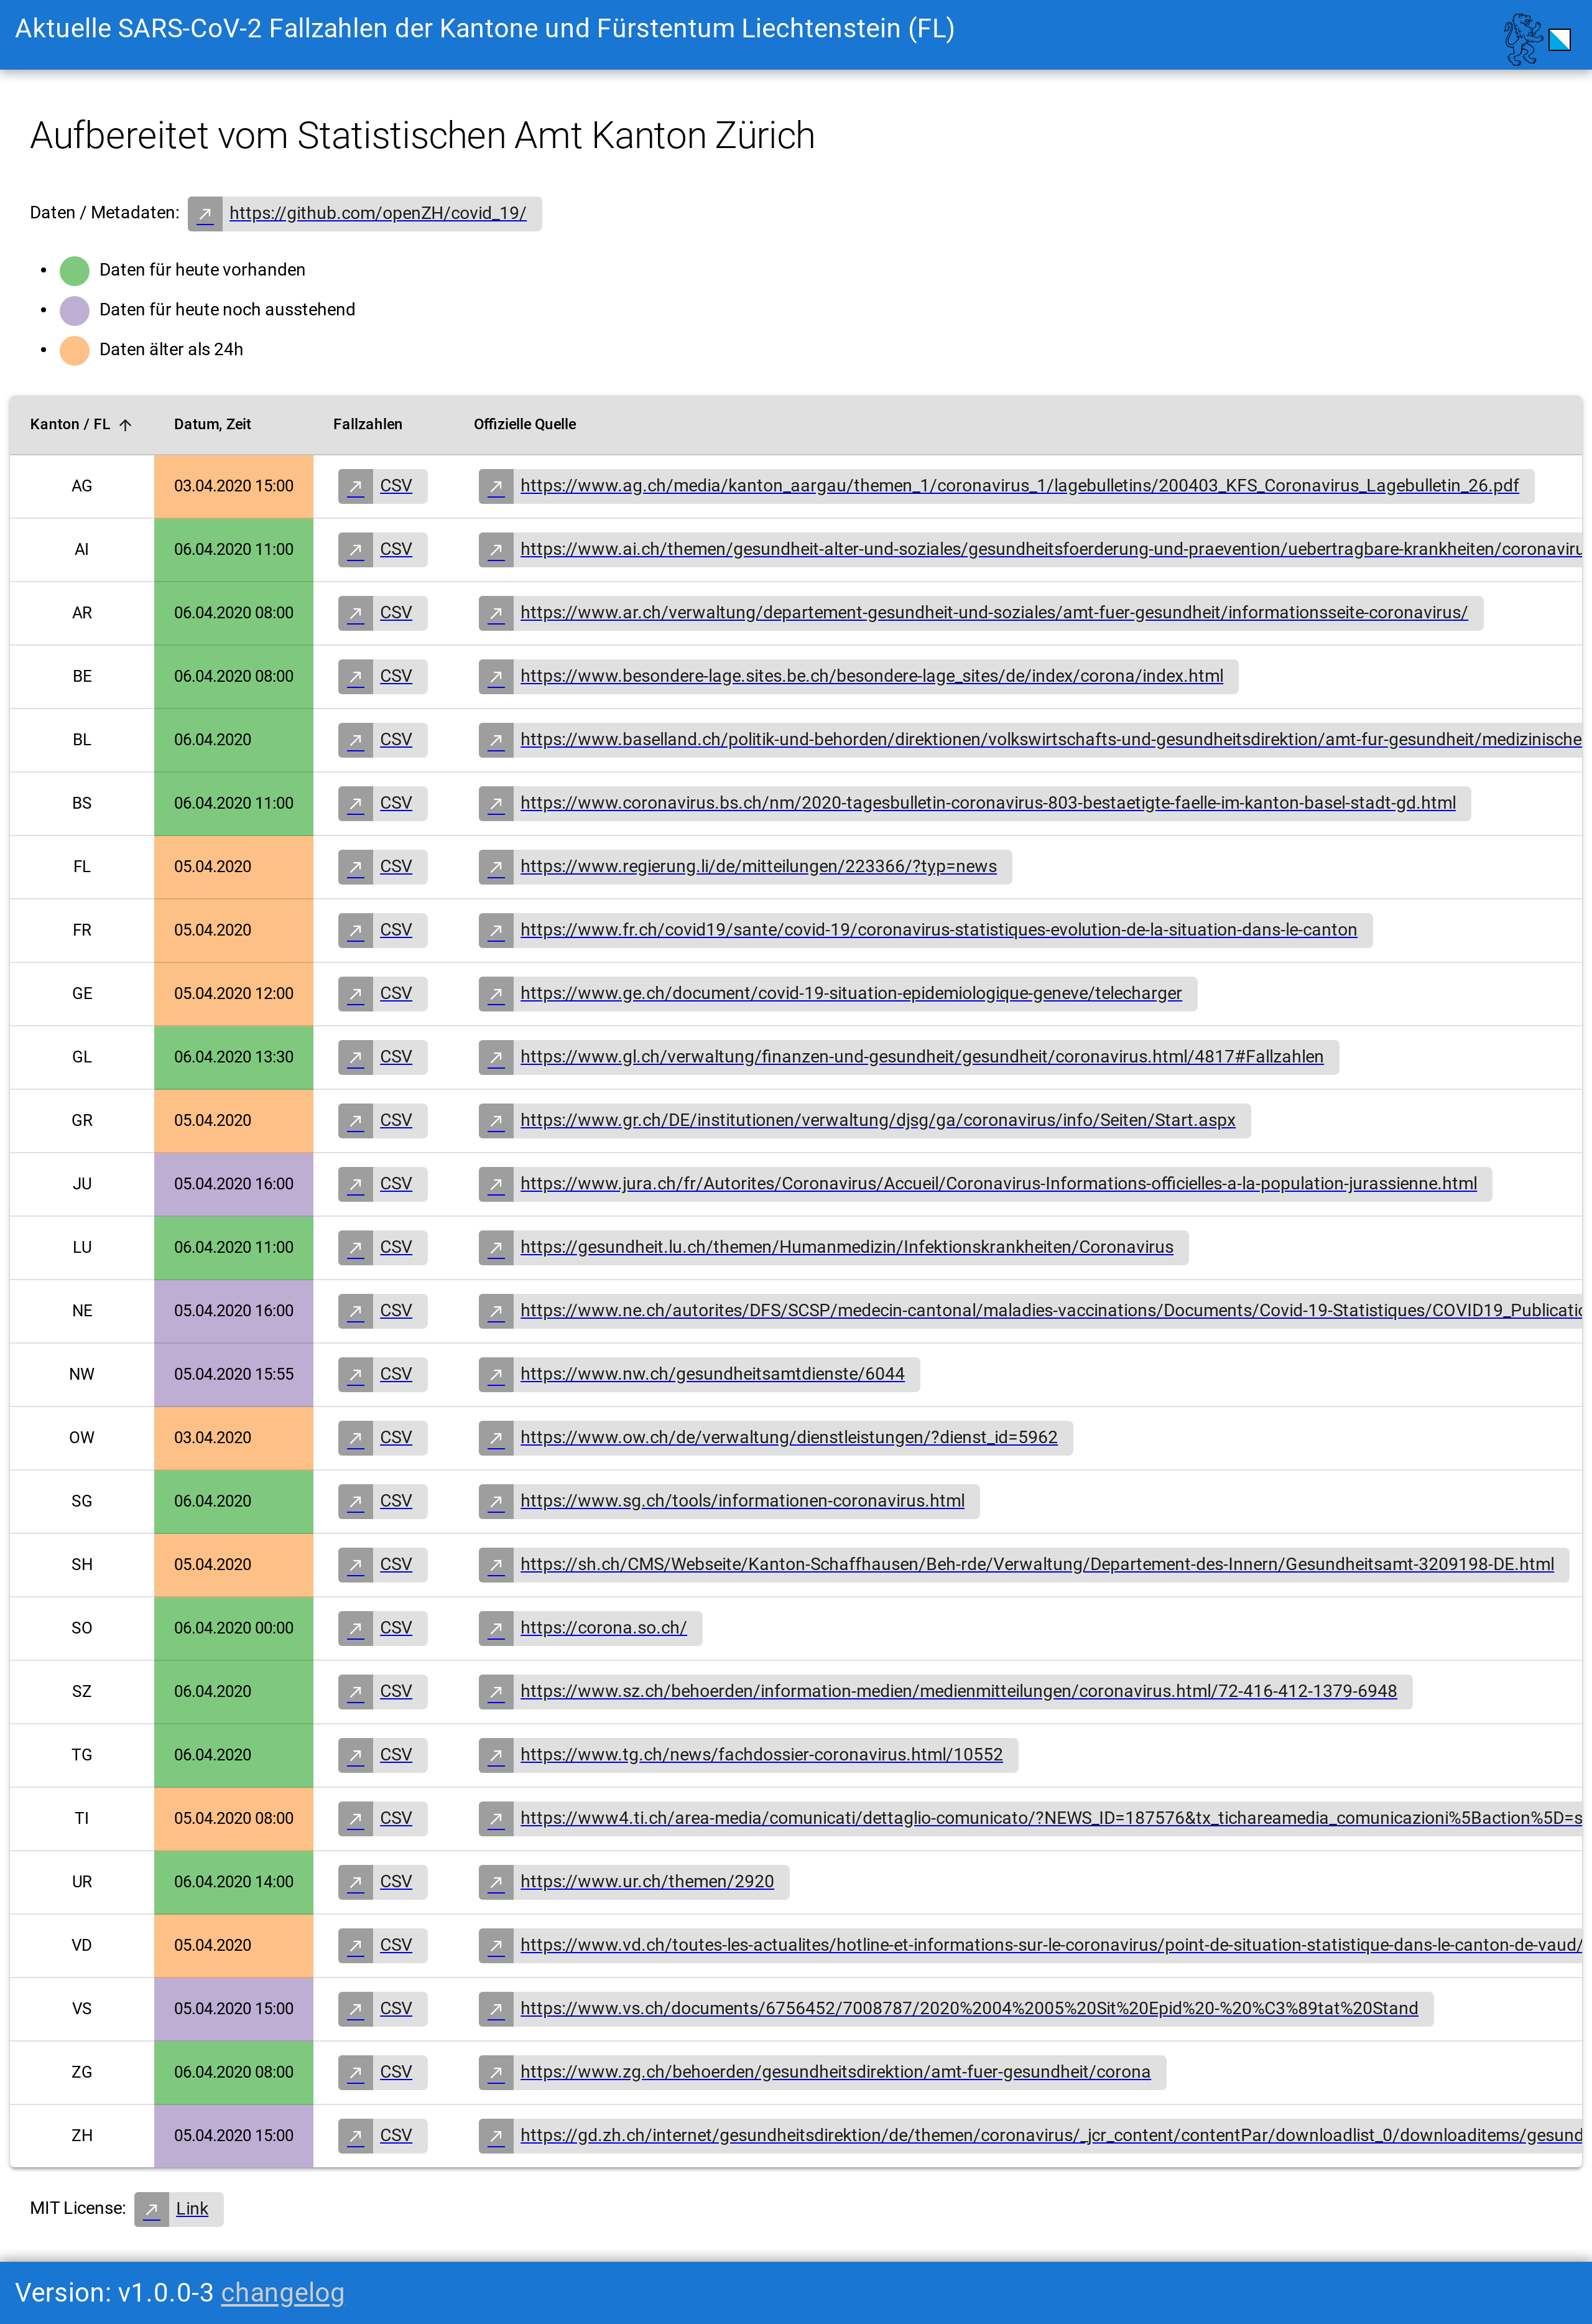 Aktuelle SARS-CoV-2 Fallzahlen der Kantone und Fürstentum Liechtenstein (FL)
Aufbereitet vom Statistischen Amt Kanton Zürich
Daten / Metadaten: https://github.com/openZH/covid_19/
Daten für heute vorhanden
Daten für heute noch ausstehend
Daten älter als 24h
Kanton / FL Datum, Zeit Fallzahlen Offizielle Quelle
AG 03.04.2020 15:00 CSV https://www.ag.ch/media/kanton_aargau/themen_1/coronavirus_1/lagebulletins/200403_KFS_Coronavirus_Lagebulletin_26.pdf
AI 06.04.2020 11:00 CSV https://www.ai.ch/themen/gesundheit-alter-und-soziales/gesundheitsfoerderung-und-praevention/uebertragbare-krankheiten/coronaviru
AR 06.04.2020 08:00 CSV https://www.ar.ch/verwaltung/departement-gesundheit-und-soziales/amt-fuer-gesundheit/informationsseite-coronavirus/
BE 06.04.2020 08:00 CSV https://www.besondere-lage.sites.be.ch/besondere-lage_sites/de/index/corona/index.html
BL 06.04.2020 CSV https://www.baselland.ch/politik-und-behorden/direktionen/volkswirtschafts-und-gesundheitsdirektion/amt-fur-gesundheit/medizinische
BS 06.04.2020 11:00 CSV https://www.coronavirus.bs.ch/nm/2020-tagesbulletin-coronavirus-803-bestaetigte-faelle-im-kanton-basel-stadt-gd.html
FL 05.04.2020 CSV https://www.regierung.li/de/mitteilungen/223366/?typ=news
FR 05.04.2020 CSV https://www.fr.ch/covid19/sante/covid-19/coronavirus-statistiques-evolution-de-la-situation-dans-le-canton
GE 05.04.2020 12:00 CSV https://www.ge.ch/document/covid-19-situation-epidemiologique-geneve/telecharger
GL 06.04.2020 13:30 CSV https://www.gl.ch/verwaltung/finanzen-und-gesundheit/gesundheit/coronavirus.html/4817#Fallzahlen
GR 05.04.2020 CSV https://www.gr.ch/DE/institutionen/verwaltung/djsg/ga/coronavirus/info/Seiten/Start.aspx
JU 05.04.2020 16:00 CSV https://www.jura.ch/fr/Autorites/Coronavirus/Accueil/Coronavirus-Informations-officielles-a-la-population-jurassienne.html
LU 06.04.2020 11:00 CSV https://gesundheit.lu.ch/themen/Humanmedizin/Infektionskrankheiten/Coronavirus
NE 05.04.2020 16:00 CSV https://www.ne.ch/autorites/DFS/SCSP/medecin-cantonal/maladies-vaccinations/Documents/Covid-19-Statistiques/COVID19_Publicatio
NW 05.04.2020 15:55 CSV https://www.nw.ch/gesundheitsamtdienste/6044
OW 03.04.2020 CSV https://www.ow.ch/de/verwaltung/dienstleistungen/?dienst_id=5962
SG 06.04.2020 CSV https://www.sg.ch/tools/informationen-coronavirus.html
SH 05.04.2020 CSV https://sh.ch/CMS/Webseite/Kanton-Schaffhausen/Beh-rde/Verwaltung/Departement-des-Innern/Gesundheitsamt-3209198-DE.html
SO 06.04.2020 00:00 CSV https://corona.so.ch/
SZ 06.04.2020 CSV https://www.sz.ch/behoerden/information-medien/medienmitteilungen/coronavirus.html/72-416-412-1379-6948
TG 06.04.2020 CSV https://www.tg.ch/news/fachdossier-coronavirus.html/10552
TI 05.04.2020 08:00 CSV https://www4.ti.ch/area-media/comunicati/dettaglio-comunicato/?NEWS_ID=187576&tx_tichareamedia_comunicazioni%5Baction%5D=s
UR 06.04.2020 14:00 CSV https://www.ur.ch/themen/2920
VD 05.04.2020 CSV https://www.vd.ch/toutes-les-actualites/hotline-et-informations-sur-le-coronavirus/point-de-situation-statistique-dans-le-canton-de-vaud/
VS 05.04.2020 15:00 CSV https://www.vs.ch/documents/6756452/7008787/2020%2004%2005%20Sit%20Epid%20-%20%C3%89tat%20Stand
ZG 06.04.2020 08:00 CSV https://www.zg.ch/behoerden/gesundheitsdirektion/amt-fuer-gesundheit/corona
ZH 05.04.2020 15:00 CSV https://gd.zh.ch/internet/gesundheitsdirektion/de/themen/coronavirus/_jcr_content/contentPar/downloadlist_0/downloaditems/gesund
MIT License: Link
Version: v1.0.0-3 changelog